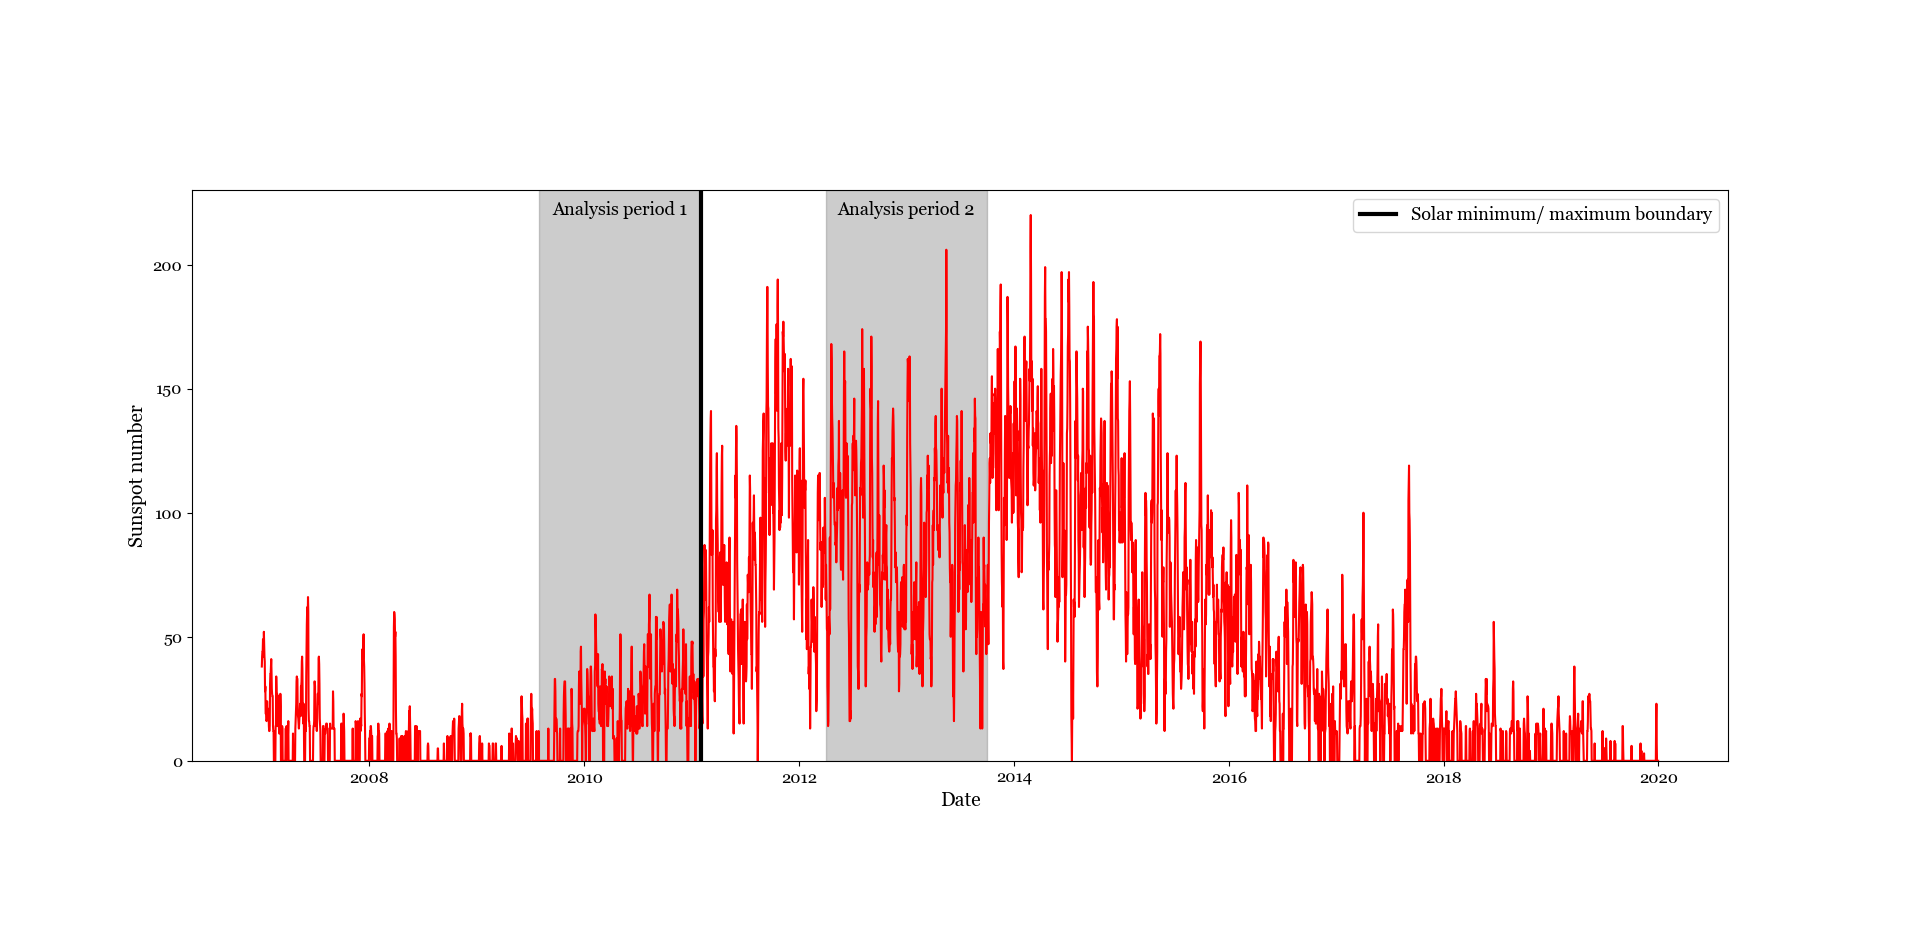 Analysis period 1
Analysis period 2
Solar minimum/ maximum boundary
200
150
100
50
0
Sunspot number
2008
2010
2012
2014
2016
2018
2020
Date